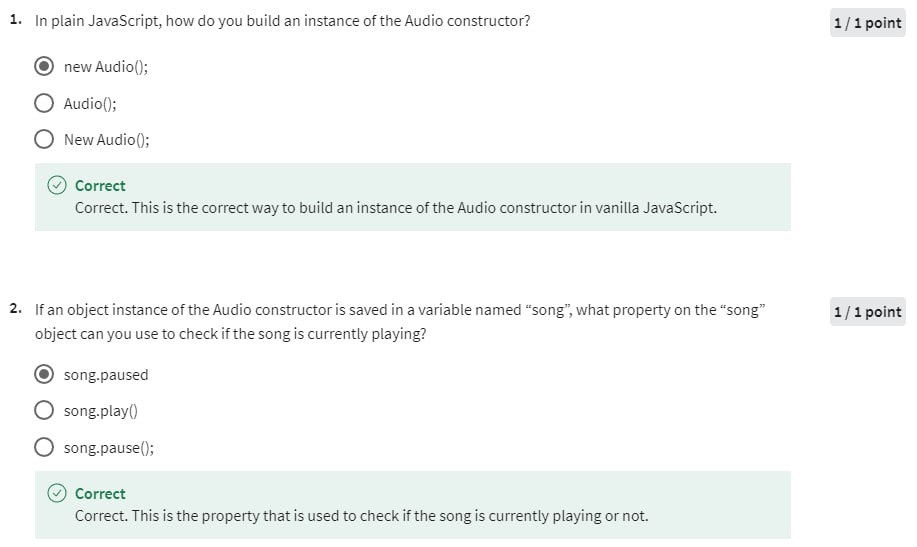 1. In plain JavaScript, how do you build an instance of the Audio constructor?
1 / 1 point
new Audio();
Audio();
New Audio();
Correct
Correct. This is the correct way to build an instance of the Audio constructor in vanilla JavaScript.
2. If an object instance of the Audio constructor is saved in a variable named “song”, what property on the “song”
1 / 1 point
object can you use to check if the song is currently playing?
song.paused
song.play()
song.pause();
Correct
Correct. This is the property that is used to check if the song is currently playing or not.